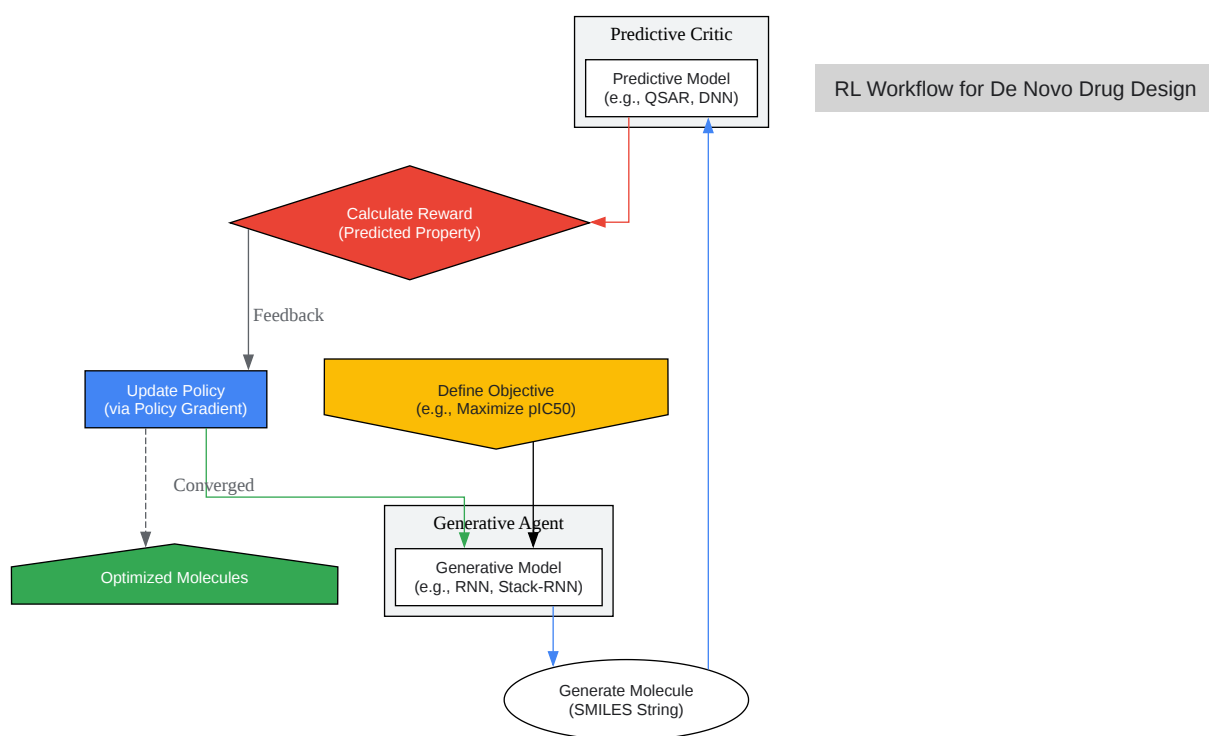 Predictive Critic
Predictive Model
(e.g., QSAR, DNN)
RL Workflow for De Novo Drug Design
Calculate Reward
(Predicted Property)
Feedback
Update Policy
(via Policy Gradient)
Define Objective
(e.g., Maximize pIC50)
Converged
Generative Agent
Generative Model
(e.g., RNN, Stack-RNN)
Optimized Molecules
Generate Molecule
(SMILES String)